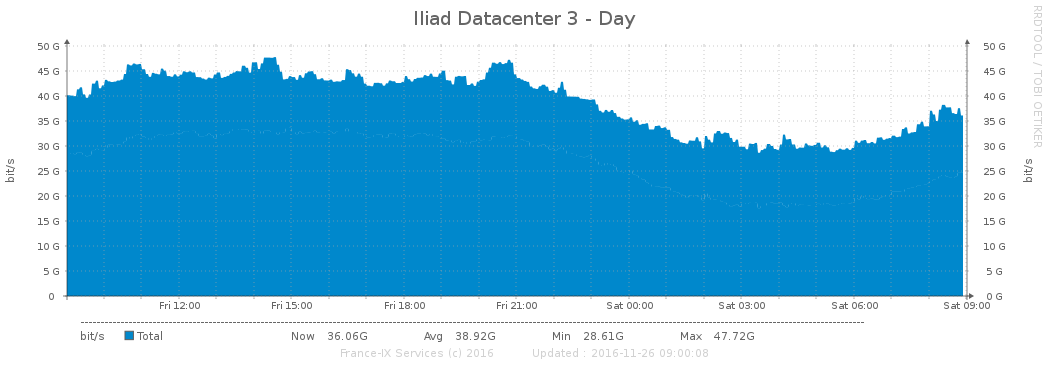 Iliad Datacenter 3 - Day
RRDTOOL / TOBI OETIKER
50 G 50 G
45 G 45 G
40 G 40 G
35 G 35 G
30 G 30 G
25 G 25 G
20 G 20 G
15 G 15 G
10 G 10 G
5 G 5 G
0 0 G
bit/s bit/s
Fri 12:00 Fri 15:00 Fri 18:00 Fri 21:00 Sat 00:00 Sat 03:00 Sat 06:00 Sat 09:00
bit/s Total Now 36.06G Avg 38.92G Min 28.61G Max 47.72G
France-IX Services (c) 2016 Updated : 2016-11-26 09:00:08